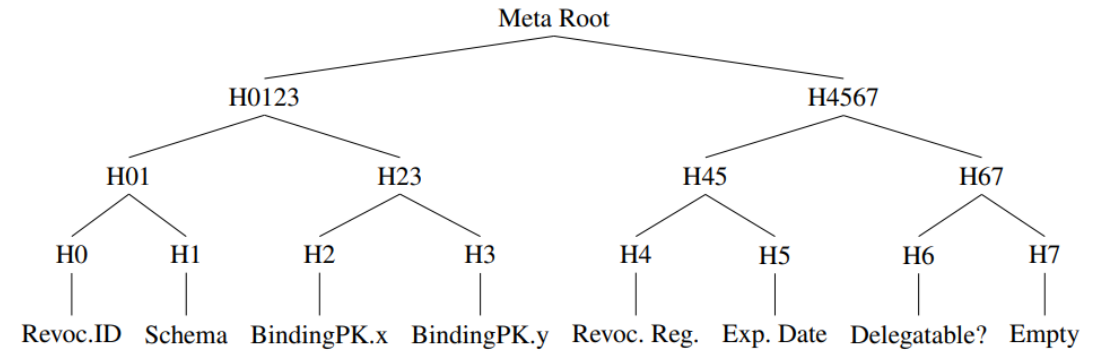 Meta Root
H0123 H4567
H01 H23 H45 H67
H0 H1 H2 H3 H4 H5 H6 H7
Revoc.ID Schema BindingPK.x BindingPK.y Revoc. Reg. Exp. Date Delegatable? Empty